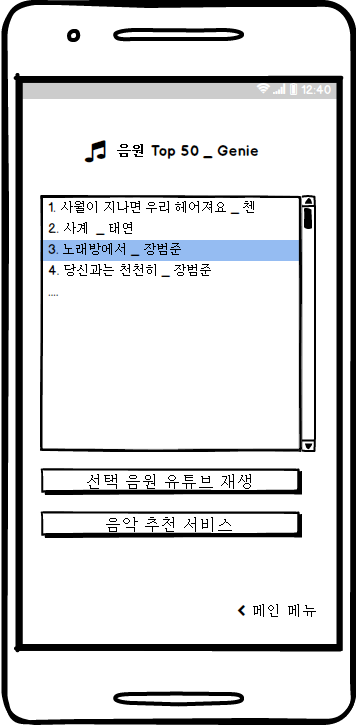 12:40
음원 Top 50 _ Genie
1. 사월이 지나면 우리 헤어져요 _ 첸
2. 사계 _ 태연
3. 노래방에서 _ 장범준
4. 당신과는 천천히 _ 장범준
....
선택 음원 유튜브 재생
음악 추천 서비스
메인 메뉴